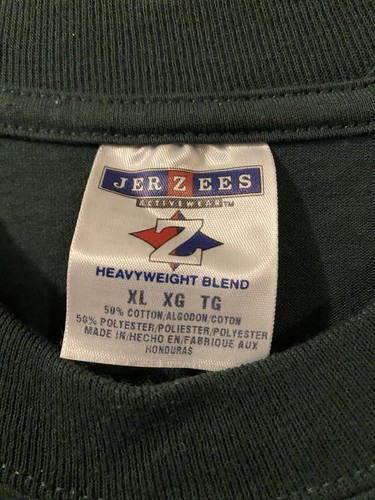 JERZEES
ACTIVEWEAR™
Z
HEAVYWEIGHT BLEND
XL XG TG
50% COTTON/ALGODON/COTON
50% POLYESTER/POLIESTER/POLYESTER
MADE IN/HECHO EN/FABRIQUE AUX
HONDURAS